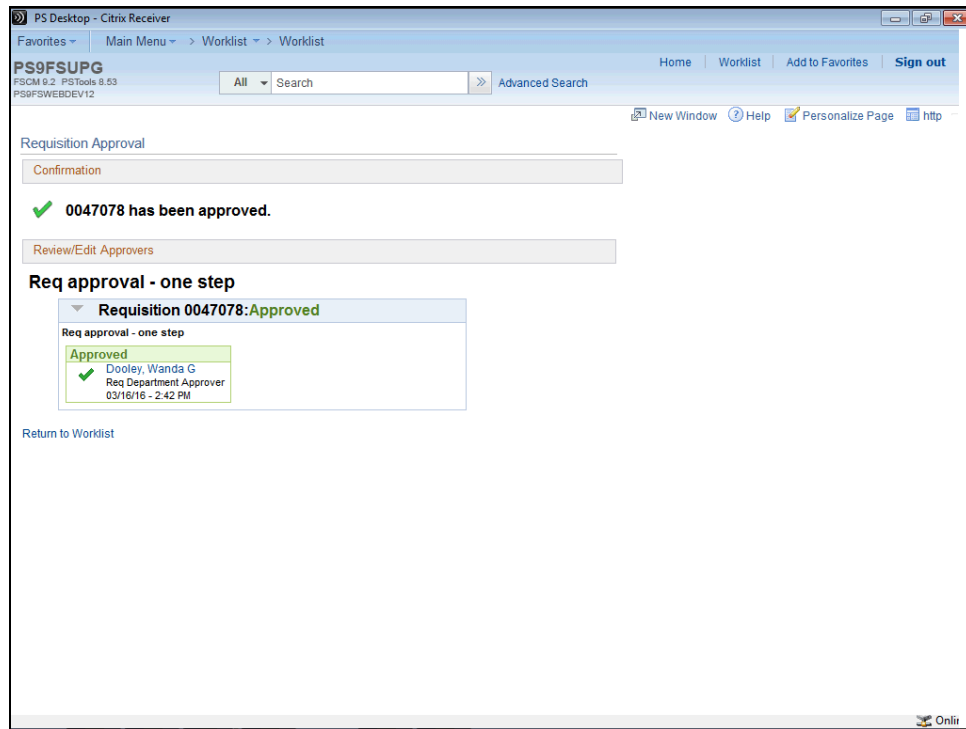 PS Desktop - Citrix Receiver
Favorites Main Menu > Worklist > Worklist
PS9FSUPG
FSCM 9.2 PSTools 8.53
PS9FSWEBDEV12
All Search >> Advanced Search
Home Worklist Add to Favorites Sign out
New Window ? Help Personalize Page http
Requisition Approval
Confirmation
0047078 has been approved.
Review/Edit Approvers
Req approval - one step
Requisition 0047078:Approved
Req approval - one step
Approved
Dooley, Wanda G
Req Department Approver
03/16/16 - 2:42 PM
Return to Worklist
Onlin